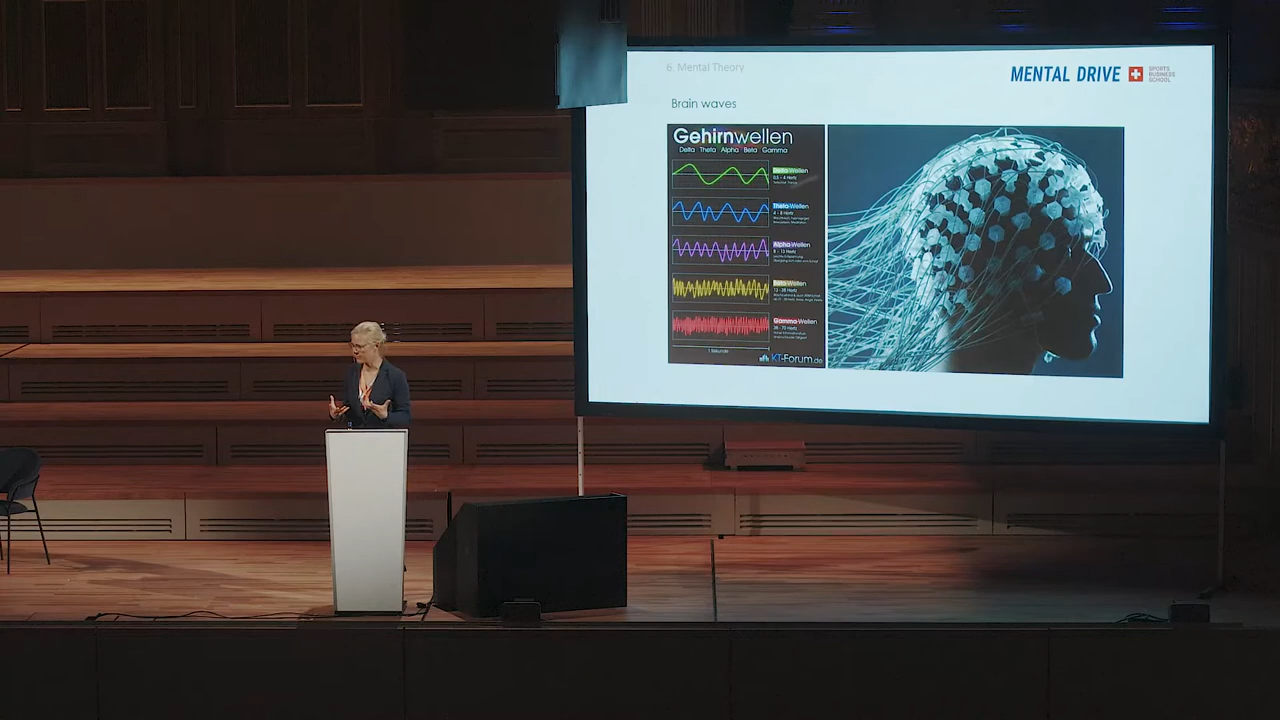 6. Mental Theory
MENTAL DRIVE
SPORTS
BUSINESS
SCHOOL
Brain waves
Gehirnwellen
Delta Theta Alpha Beta Gamma
Delta-Wellen
0,5 - 4 Hertz
Theta-Wellen
4 - 8 Hertz
Alpha-Wellen
8 - 13 Hertz
Beta-Wellen
13 - 38 Hertz
Gamma-Wellen
38 - 70 Hertz
1 Sekunde
KT-Forum.de